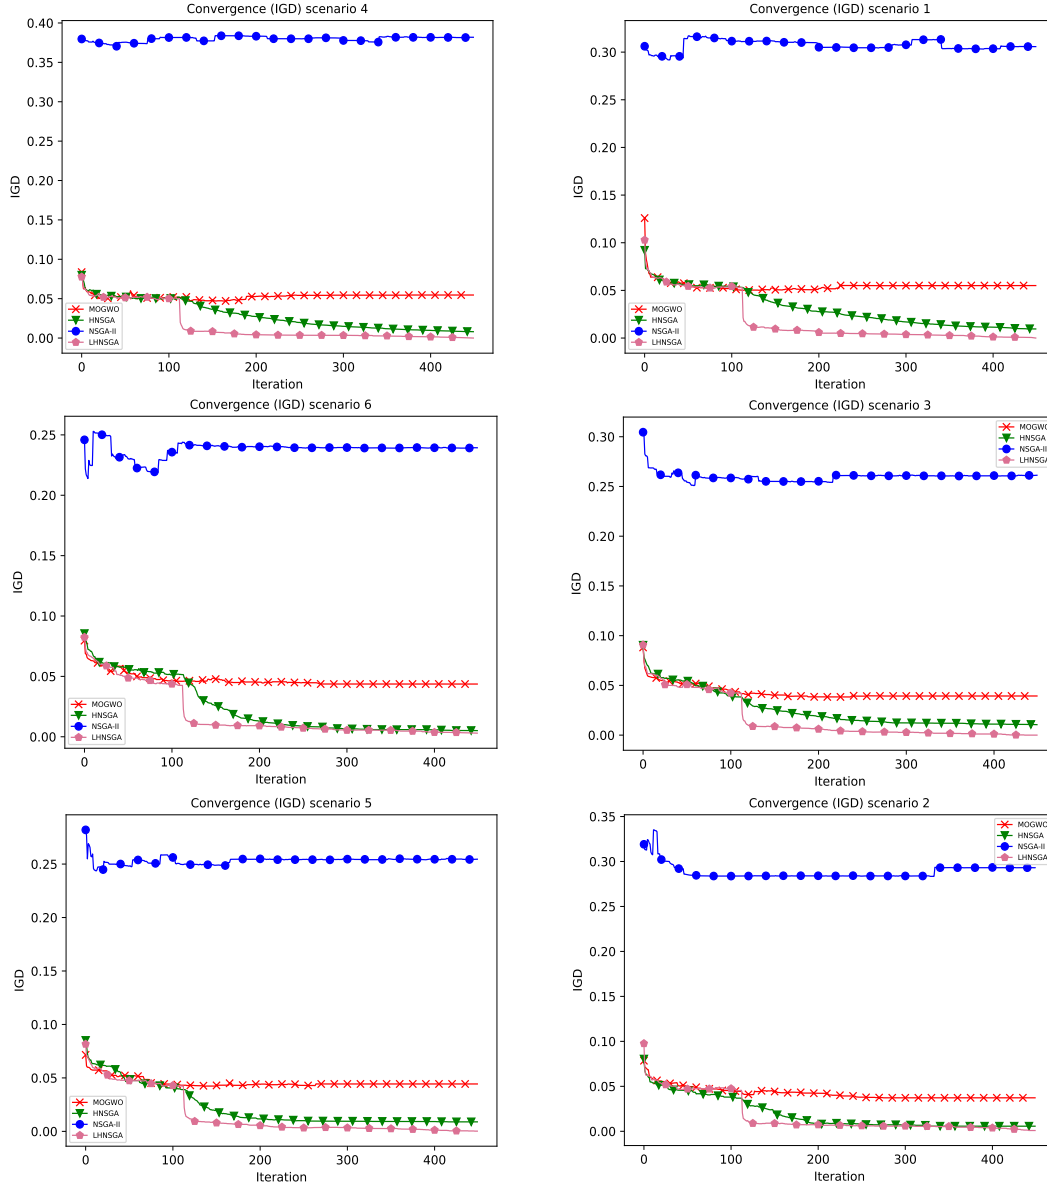 Convergence (IGD) scenario 4
0.40
0.35
0.30
0.25
0.20
0.15
0.10
0.05
0.00
IGD
MOGWO
HNSGA
NSGA-II
LHNSGA
0 100 200 300 400
Iteration
Convergence (IGD) scenario 1
0.30
0.25
0.20
0.15
0.10
0.05
0.00
IGD
MOGWO
HNSGA
NSGA-II
LHNSGA
0 100 200 300 400
Iteration
Convergence (IGD) scenario 6
0.25
0.20
0.15
0.10
0.05
0.00
IGD
MOGWO
HNSGA
NSGA-II
LHNSGA
0 100 200 300 400
Iteration
Convergence (IGD) scenario 3
MOGWO
HNSGA
NSGA-II
LHNSGA
0.30
0.25
0.20
0.15
0.10
0.05
0.00
IGD
0 100 200 300 400
Iteration
Convergence (IGD) scenario 5
0.25
0.20
0.15
0.10
0.05
0.00
IGD
MOGWO
HNSGA
NSGA-II
LHNSGA
0 100 200 300 400
Iteration
Convergence (IGD) scenario 2
MOGWO
HNSGA
NSGA-II
LHNSGA
0.35
0.30
0.25
0.20
0.15
0.10
0.05
0.00
IGD
0 100 200 300 400
Iteration